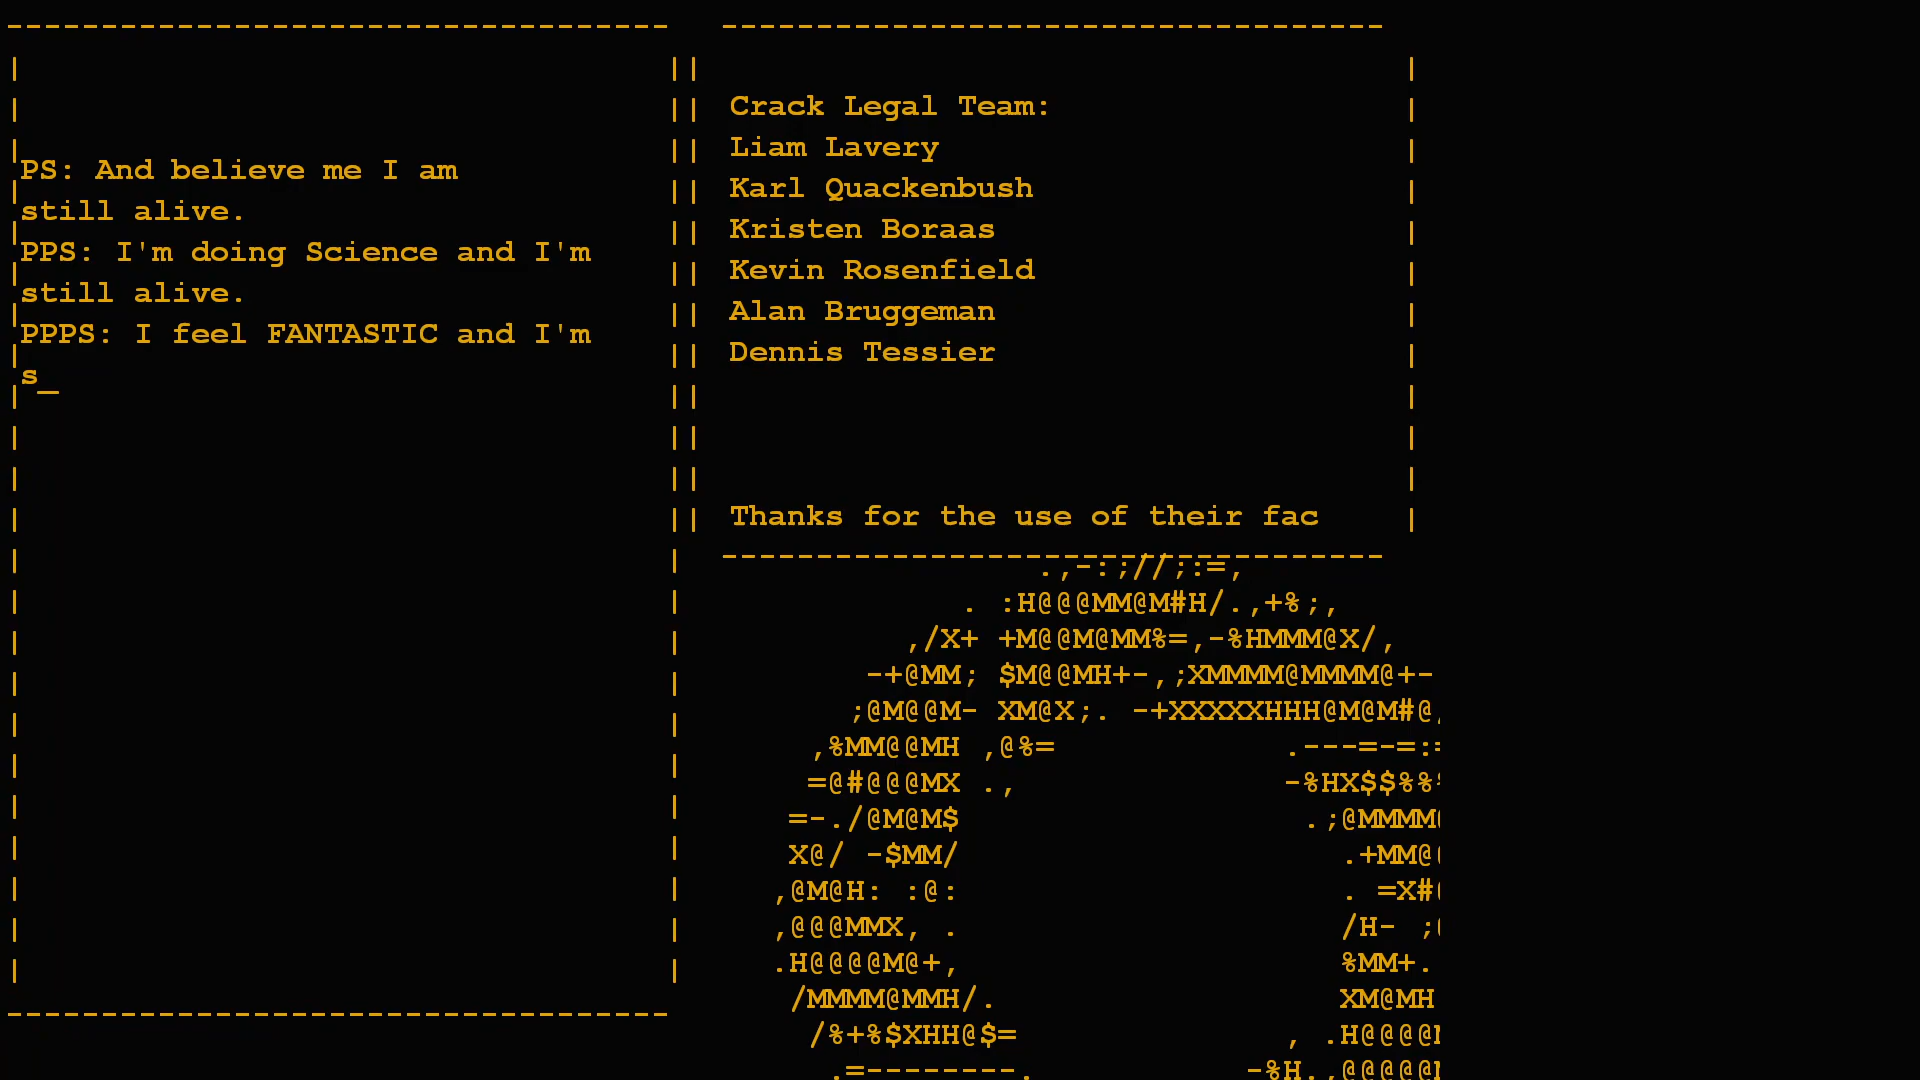 PS: And believe me I am
still alive.
PPS: I'm doing Science and I'm
still alive.
PPPS: I feel FANTASTIC and I'm
s_
Crack Legal Team:
Liam Lavery
Karl Quackenbush
Kristen Boraas
Kevin Rosenfield
Alan Bruggeman
Dennis Tessier
Thanks for the use of their fac